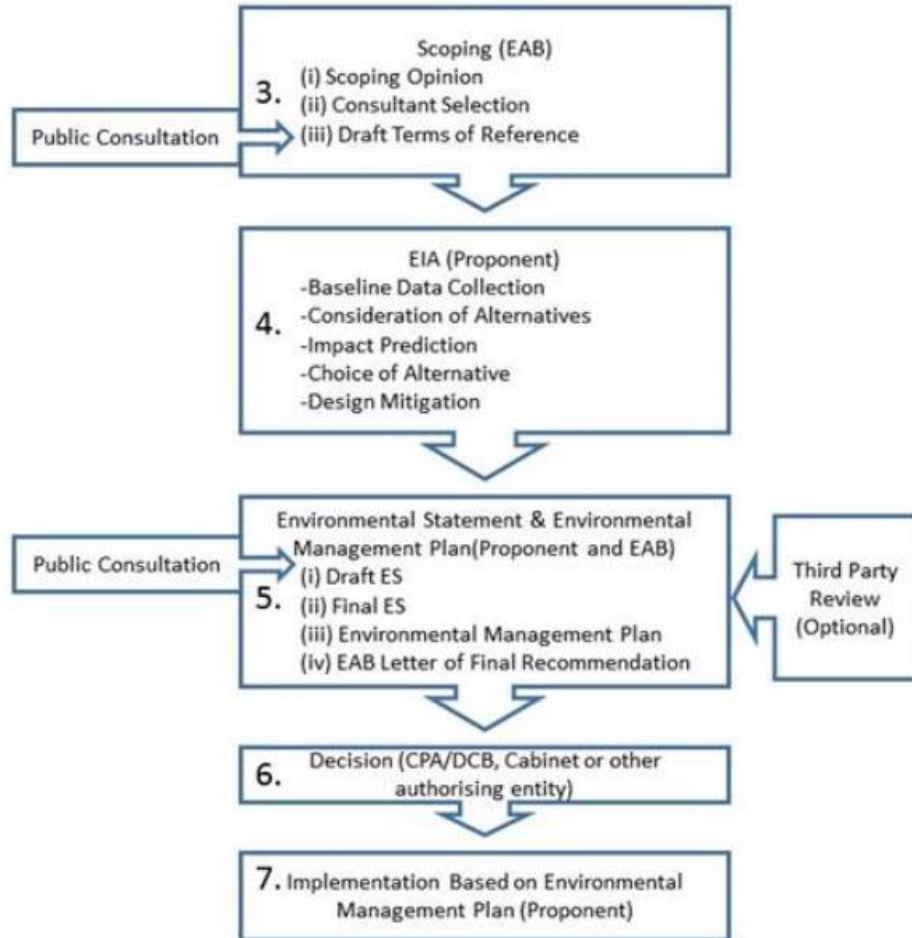 Scoping (EAB)
3.
(i) Scoping Opinion
(ii) Consultant Selection
(iii) Draft Terms of Reference
Public Consultation
EIA (Proponent)
4.
-Baseline Data Collection
-Consideration of Alternatives
-Impact Prediction
-Choice of Alternative
-Design Mitigation
Environmental Statement & Environmental
Management Plan(Proponent and EAB)
5.
(i) Draft ES
(ii) Final ES
(iii) Environmental Management Plan
(iv) EAB Letter of Final Recommendation
Public Consultation
Third Party
Review
(Optional)
6. Decision (CPA/DCB, Cabinet or other
authorising entity)
7. Implementation Based on Environmental
Management Plan (Proponent)